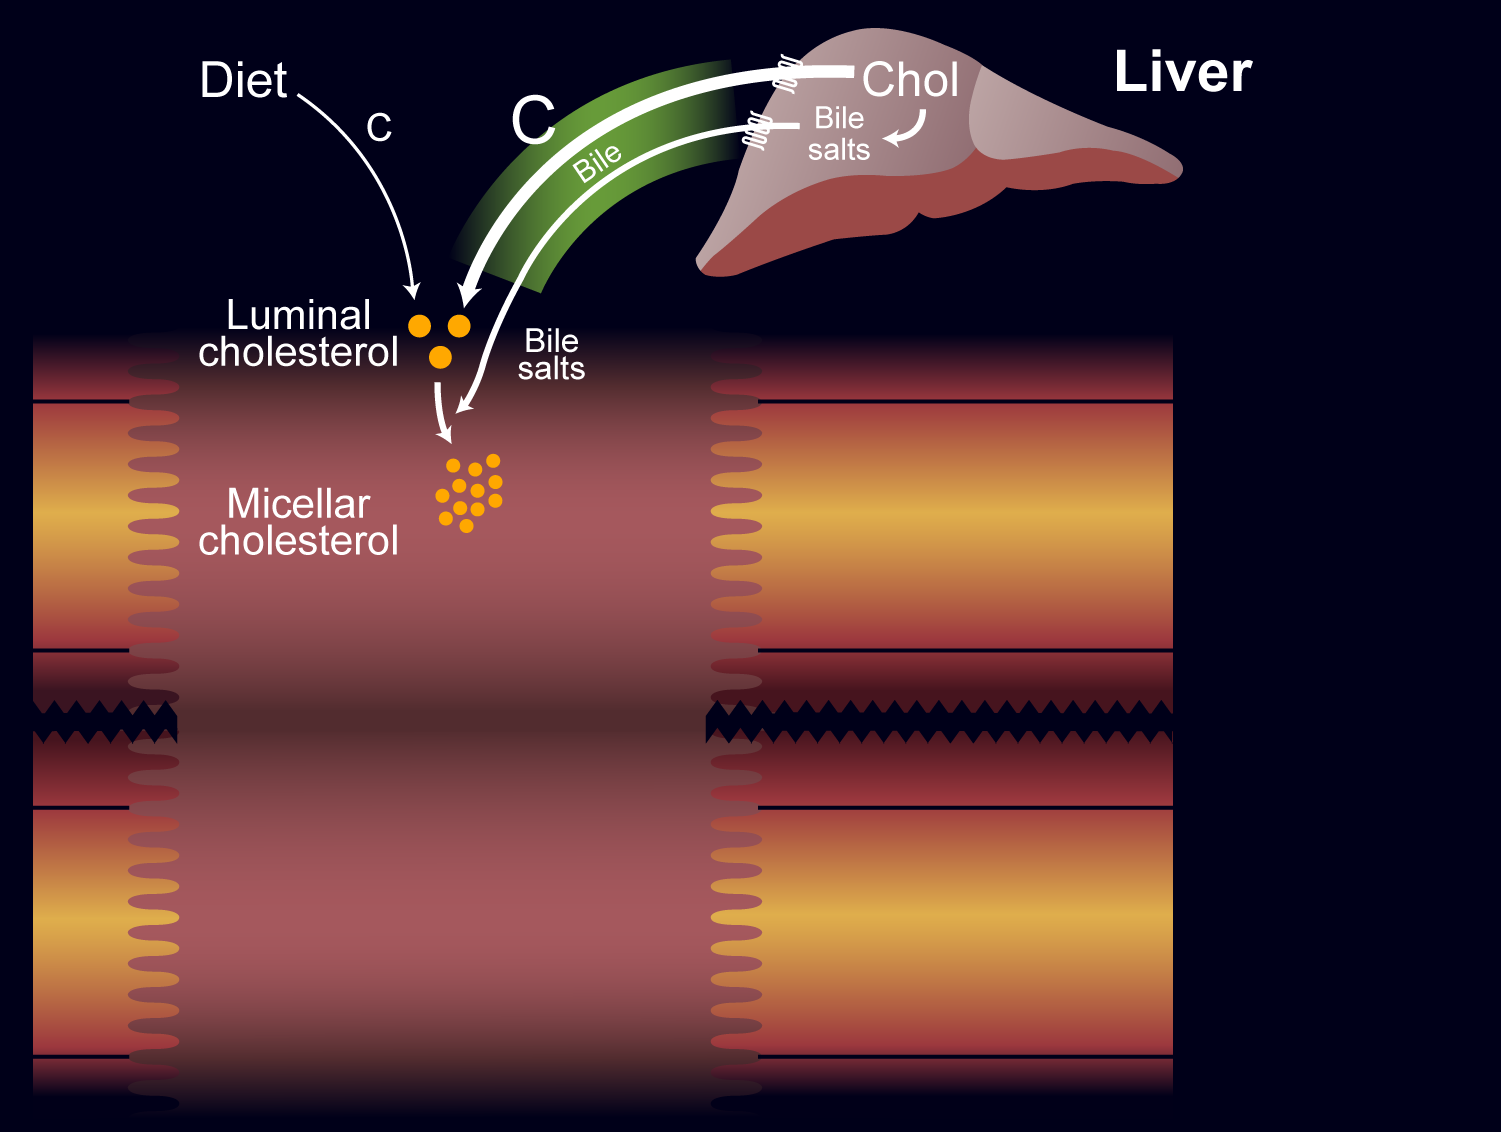 Liver
Diet
C
C
Bile
Chol
Bile
salts
Luminal
cholesterol
Bile
salts
Micellar
cholesterol